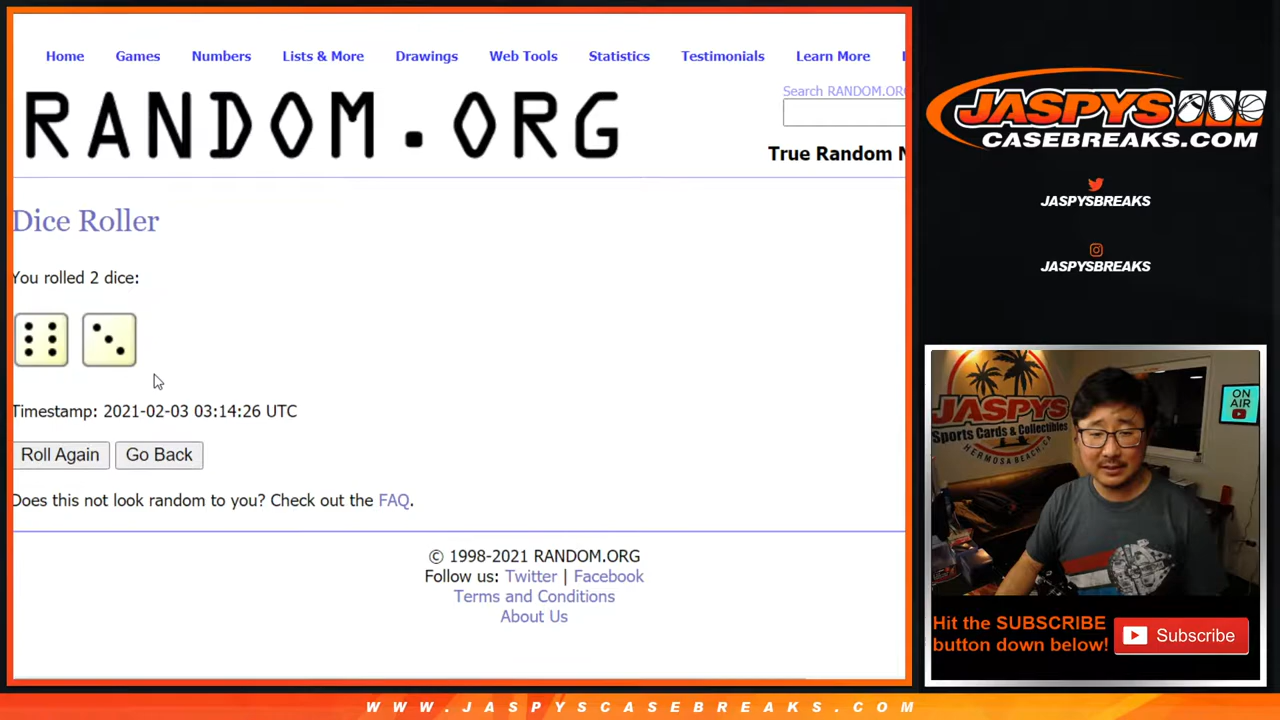 Home Games Numbers Lists & More Drawings Web Tools Statistics Testimonials Learn More
RANDOM.ORG
Search RANDOM.ORG
True Random N
Dice Roller
You rolled 2 dice:
Timestamp: 2021-02-03 03:14:26 UTC
Roll Again Go Back
Does this not look random to you? Check out the FAQ.
© 1998-2021 RANDOM.ORG
Follow us: Twitter | Facebook
Terms and Conditions
About Us
JASPYS
CASEBREAKS.COM
JASPYSBREAKS
JASPYSBREAKS
JASPYS
Sports Cards & Collectibles
HERMOSA BEACH, CA
ON
AIR
Hit the SUBSCRIBE
button down below!
Subscribe
WWW.JASPYSCASEBREAKS.COM